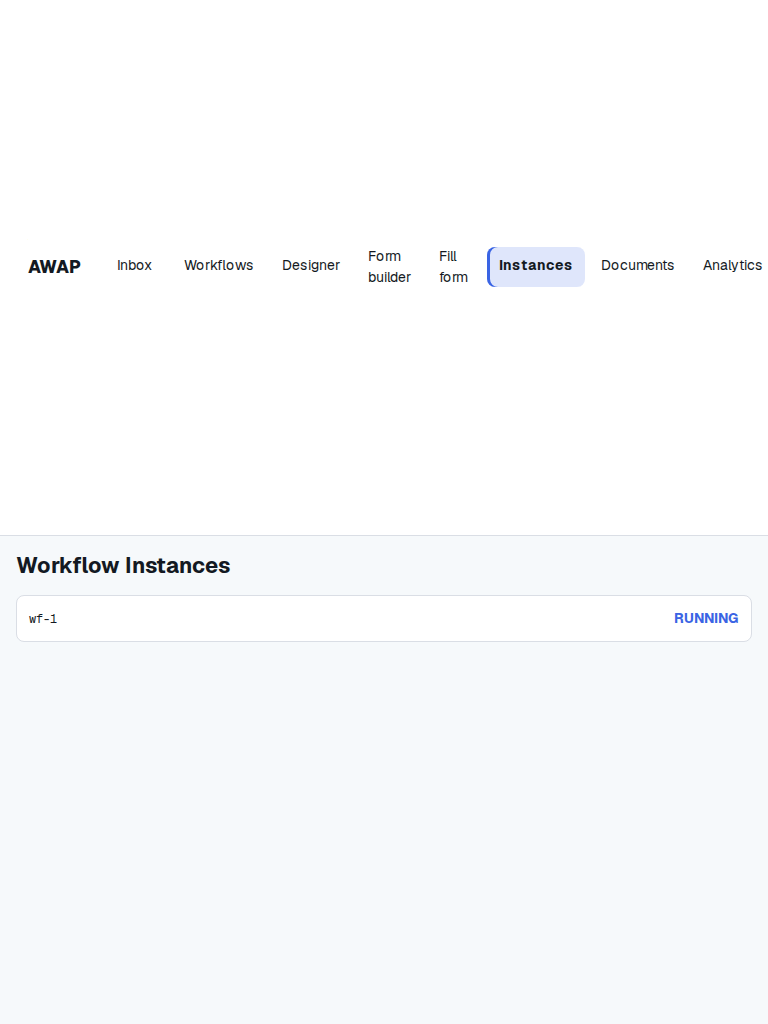 AWAP
Inbox
Workflows
Designer
Form
builder
Fill
form
Instances
Documents
Analytics
Workflow Instances
wf-1
RUNNING